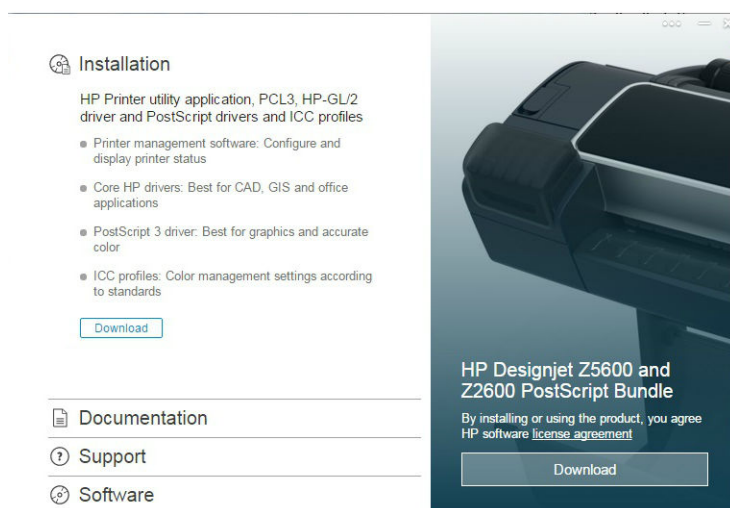 Installation
HP Printer utility application, PCL3, HP-GL/2
driver and PostScript drivers and ICC profiles
Printer management software: Configure and
display printer status
Core HP drivers: Best for CAD, GIS and office
applications
PostScript 3 driver: Best for graphics and accurate
color
ICC profiles: Color management settings according
to standards
Download
Documentation
Support
Software
HP Designjet Z5600 and
Z2600 PostScript Bundle
By installing or using the product, you agree
HP software license agreement
Download